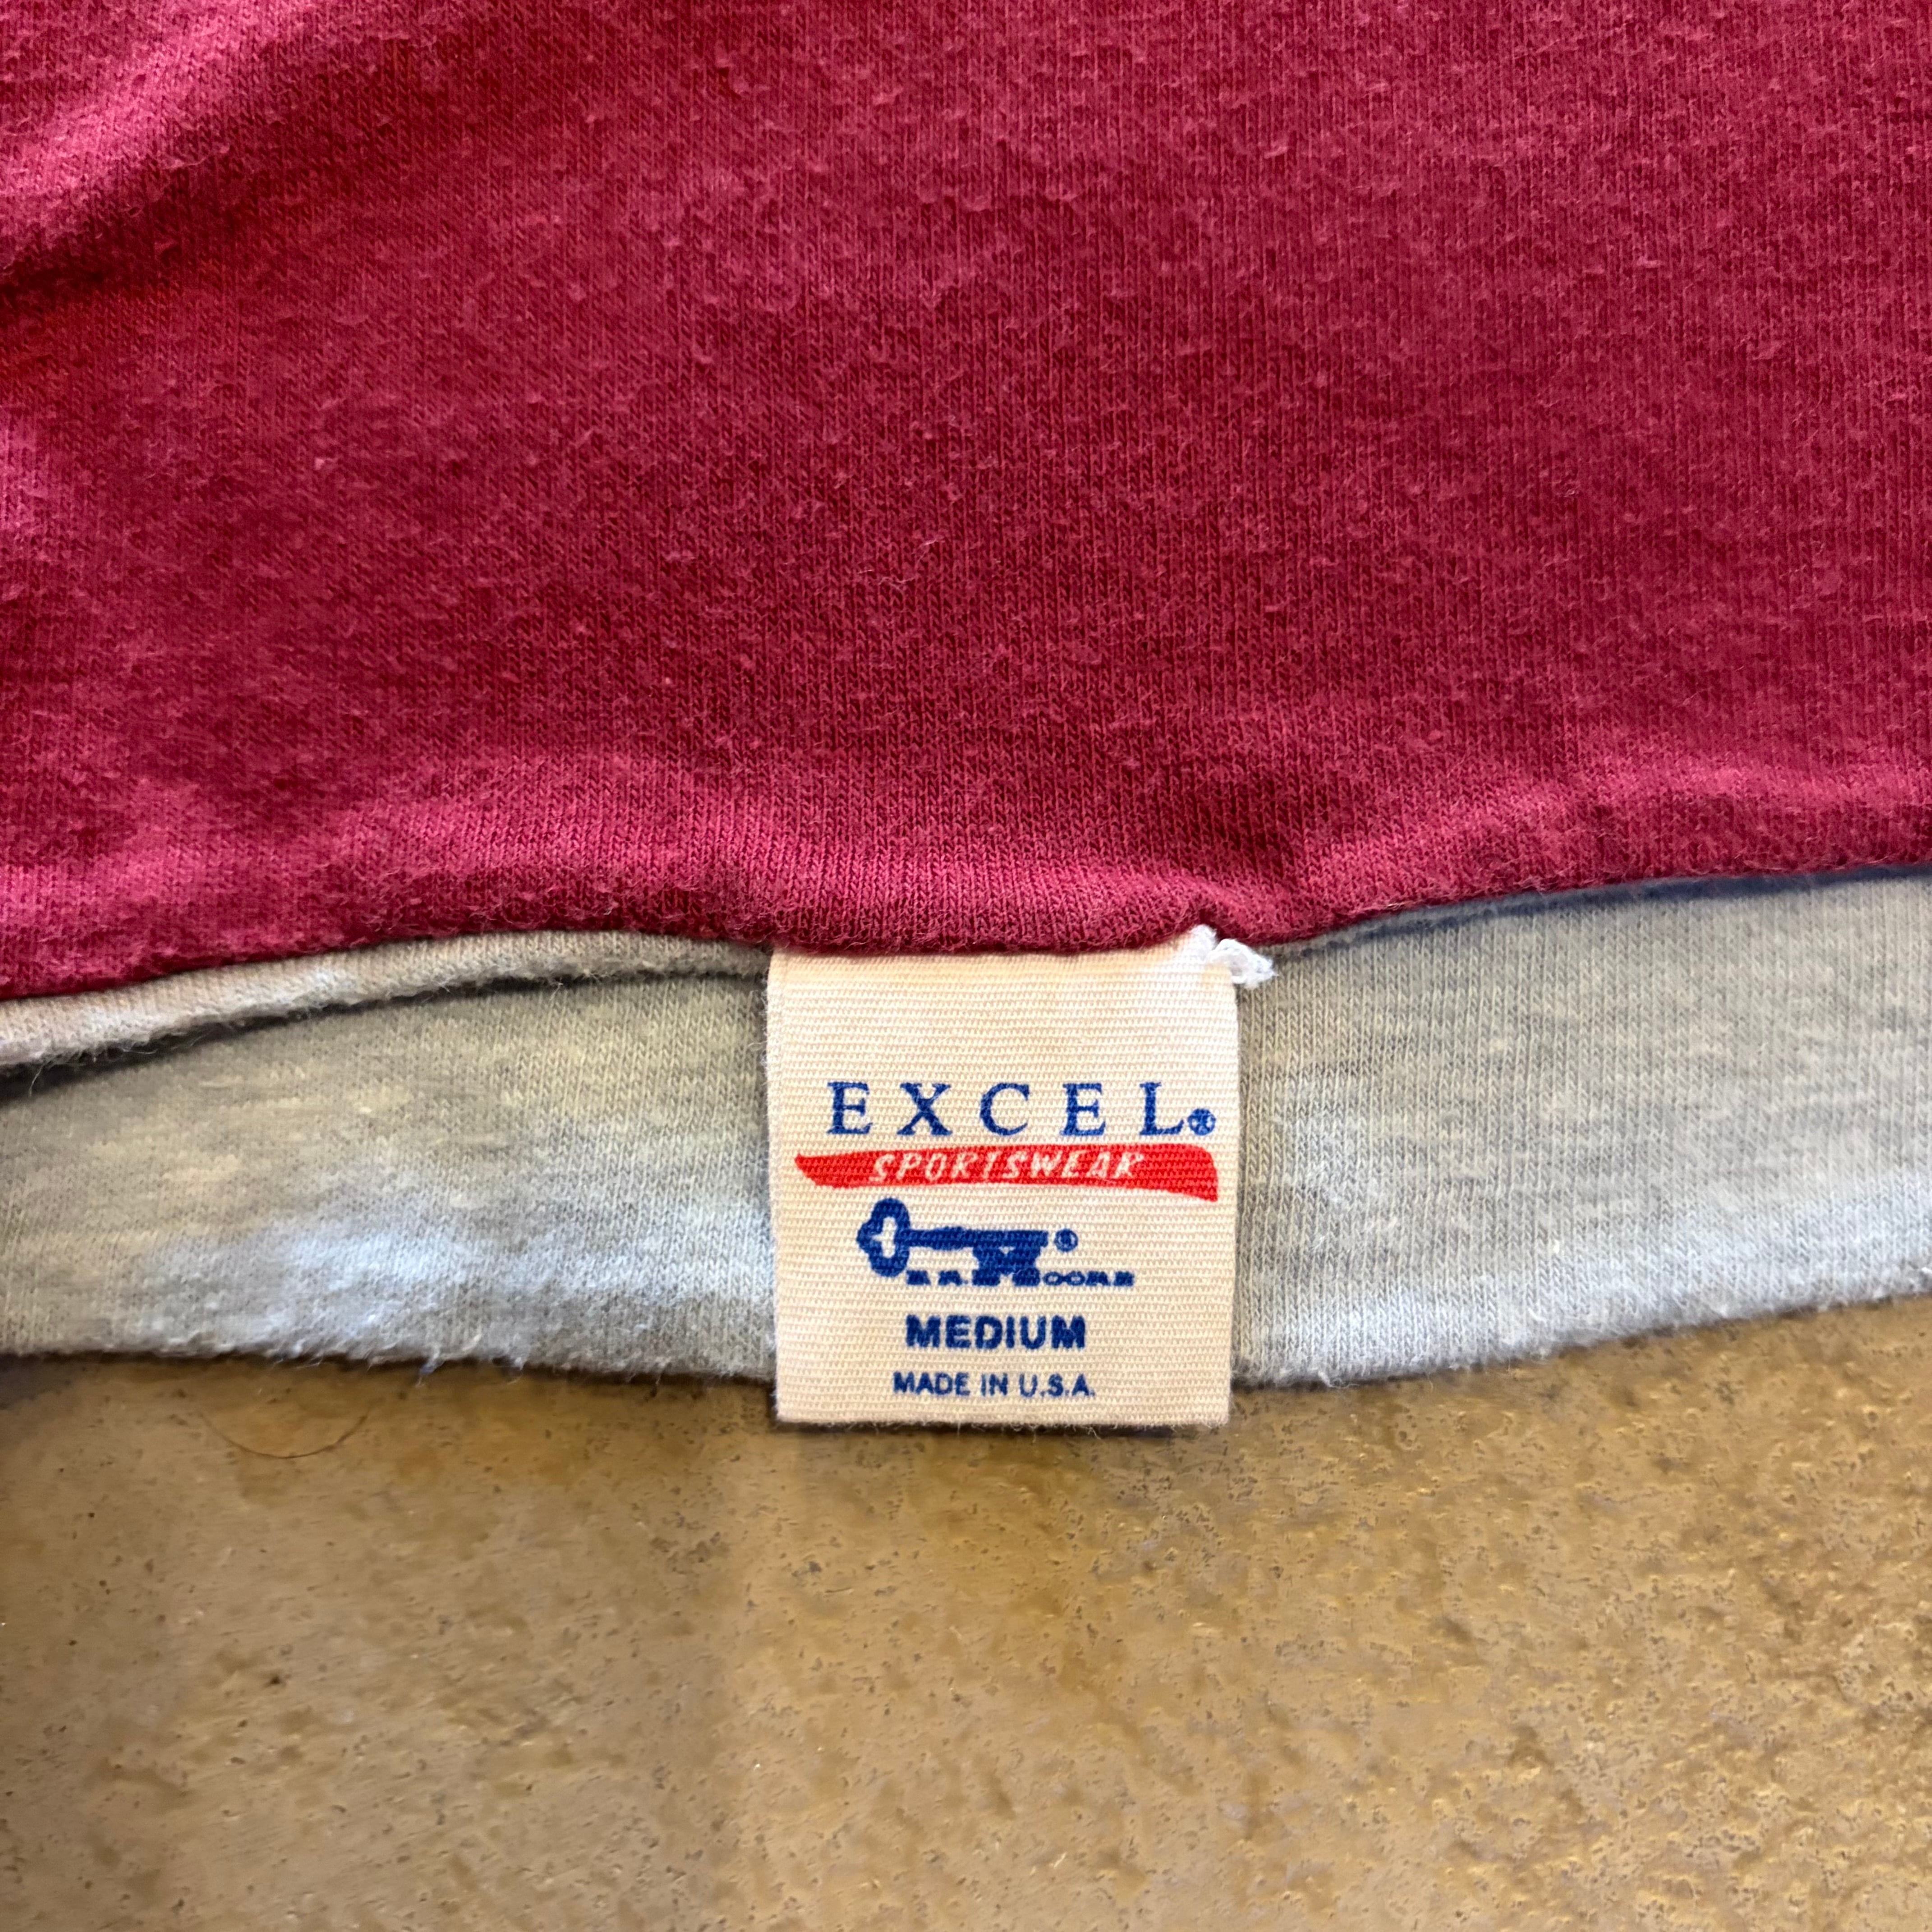 EXCEL®
SPORTSWEAR
®
MEDIUM
MADE IN U.S.A.